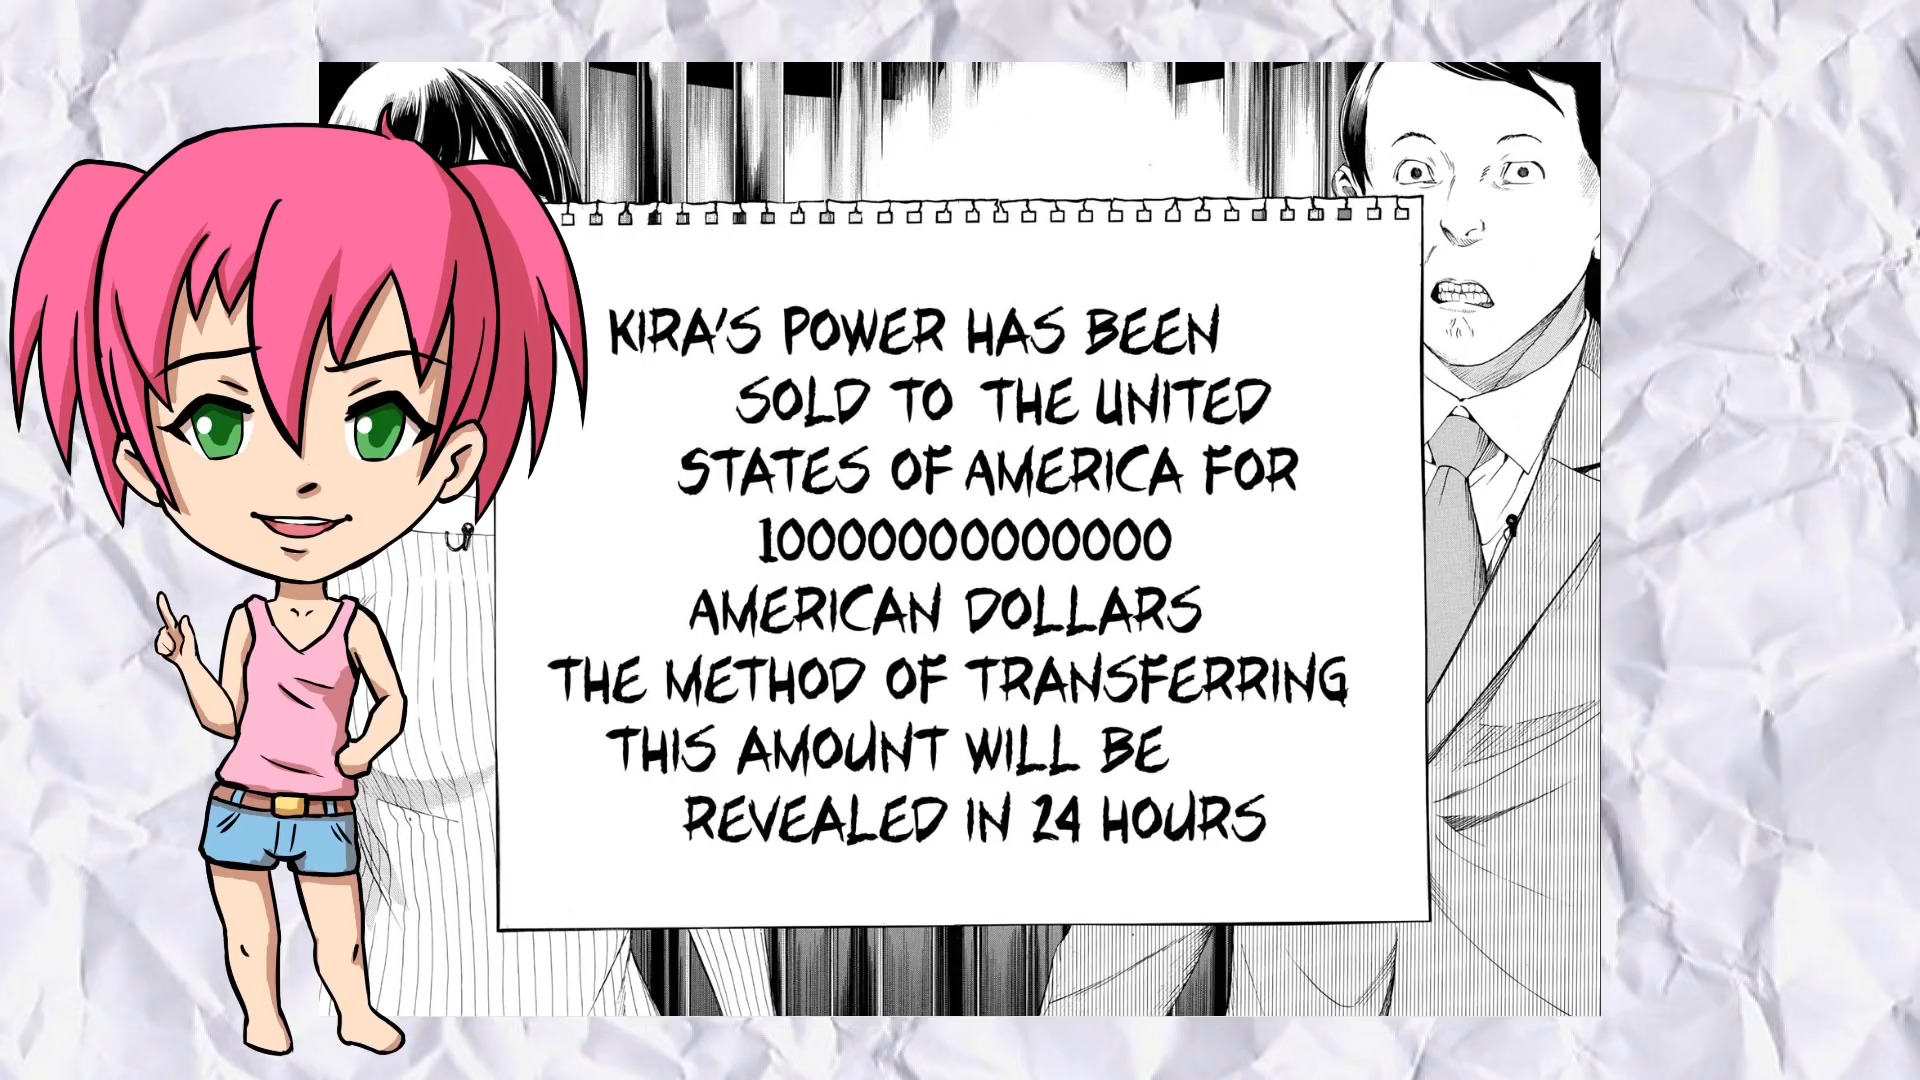 KIRA'S POWER HAS BEEN
SOLD TO THE UNITED
STATES OF AMERICA FOR
1000000000000000
AMERICAN DOLLARS
THE METHOD OF TRANSFERRING
THIS AMOUNT WILL BE
REVEALED IN 24 HOURS